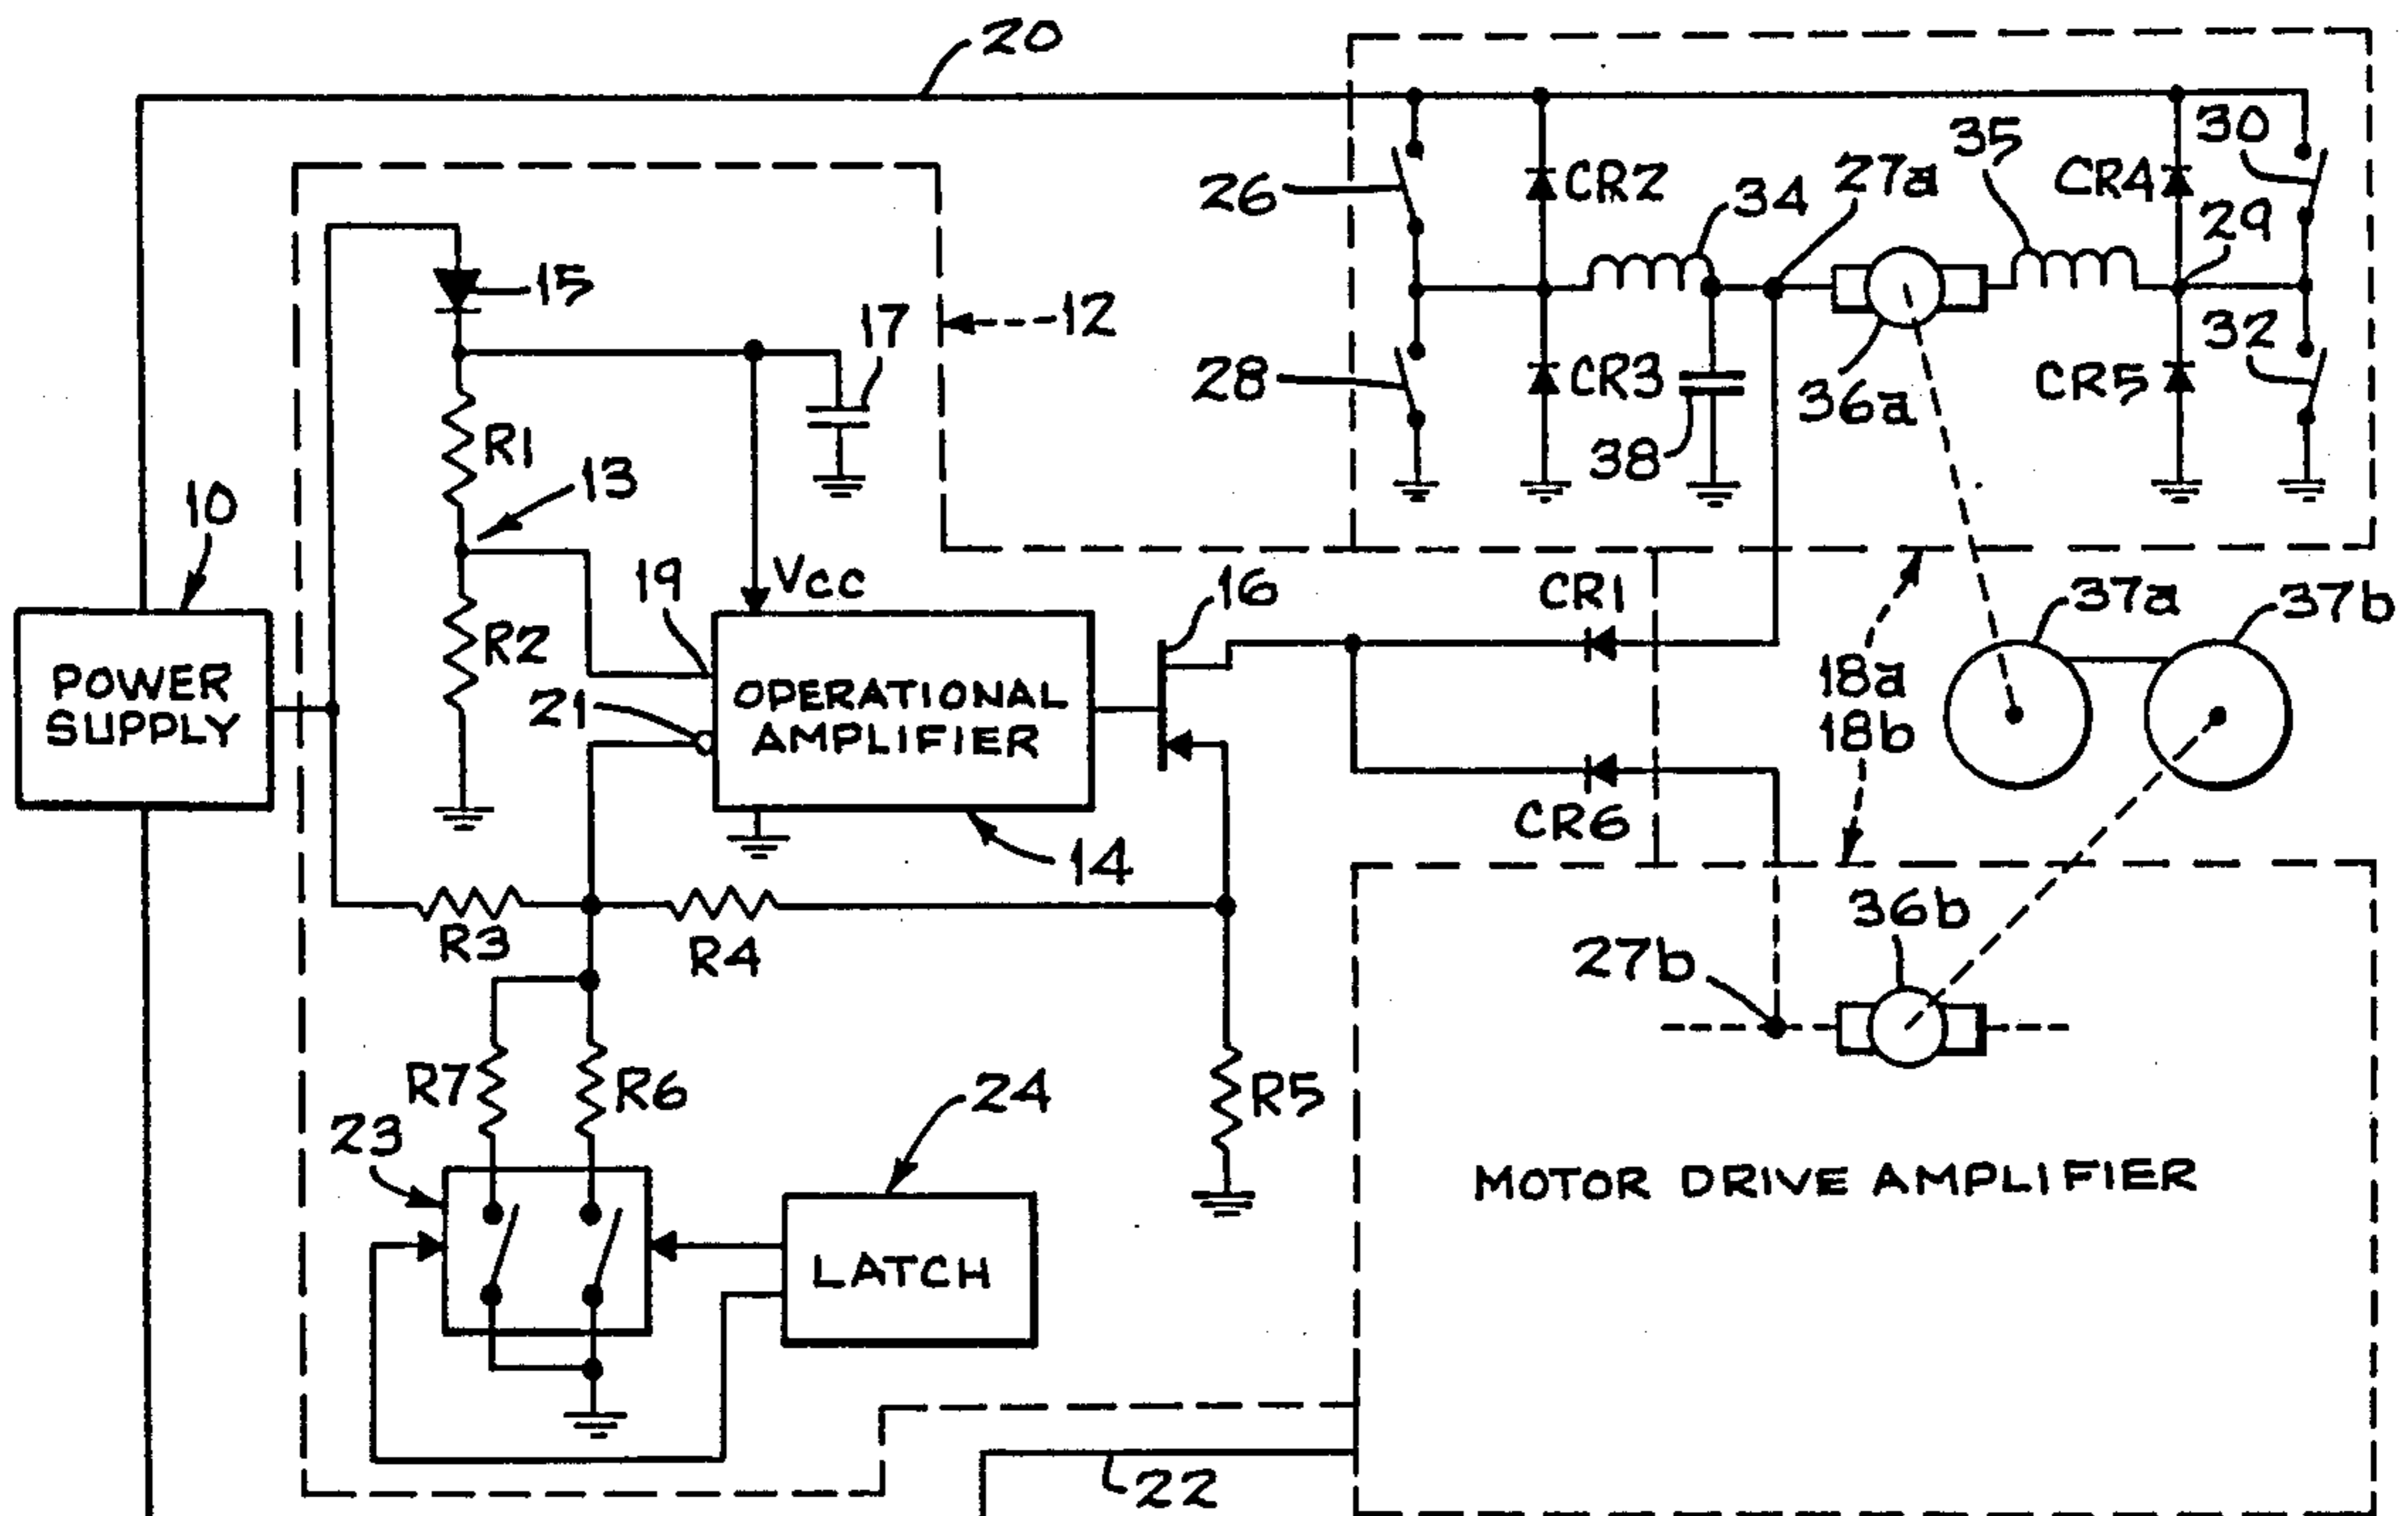 20
30
35
CR4
27a
26
CR2
34
29
15
17
12
28
CR3
36a
32
CR5
R1
38
13
10
19
Vcc
16
CR1
37a
37b
R2
POWER
SUPPLY
21
OPERATIONAL
AMPLIFIER
18a
18b
CR6
14
R3
R4
36b
27b
R7
R6
24
R5
23
MOTOR DRIVE AMPLIFIER
LATCH
22